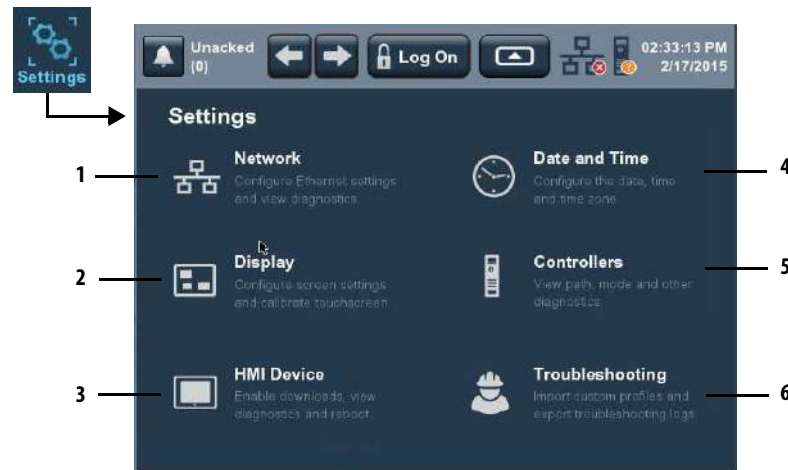 Settings
Unacked
(0)
Log On
02:33:13 PM
2/17/2015
Settings
1
Network
Configure Ethernet settings
and view diagnostics.
4
Date and Time
Configure the date, time
and time zone.
2
Display
Configure screen settings
and calibrate touchscreen.
5
Controllers
View path, mode and other
diagnostics.
3
HMI Device
Enable downloads, view
diagnostics and reboot.
6
Troubleshooting
Import custom profiles and
export troubleshooting logs.